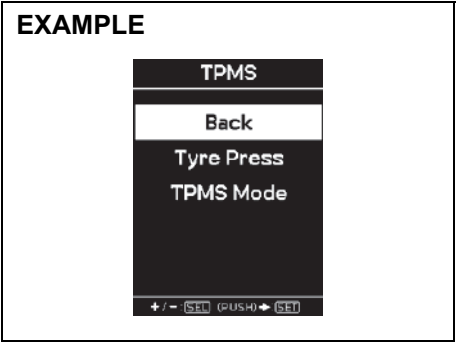 EXAMPLE
TPMS
Back
Tyre Press
TPMS Mode
+ / - :SEL (PUSH)➔ SET